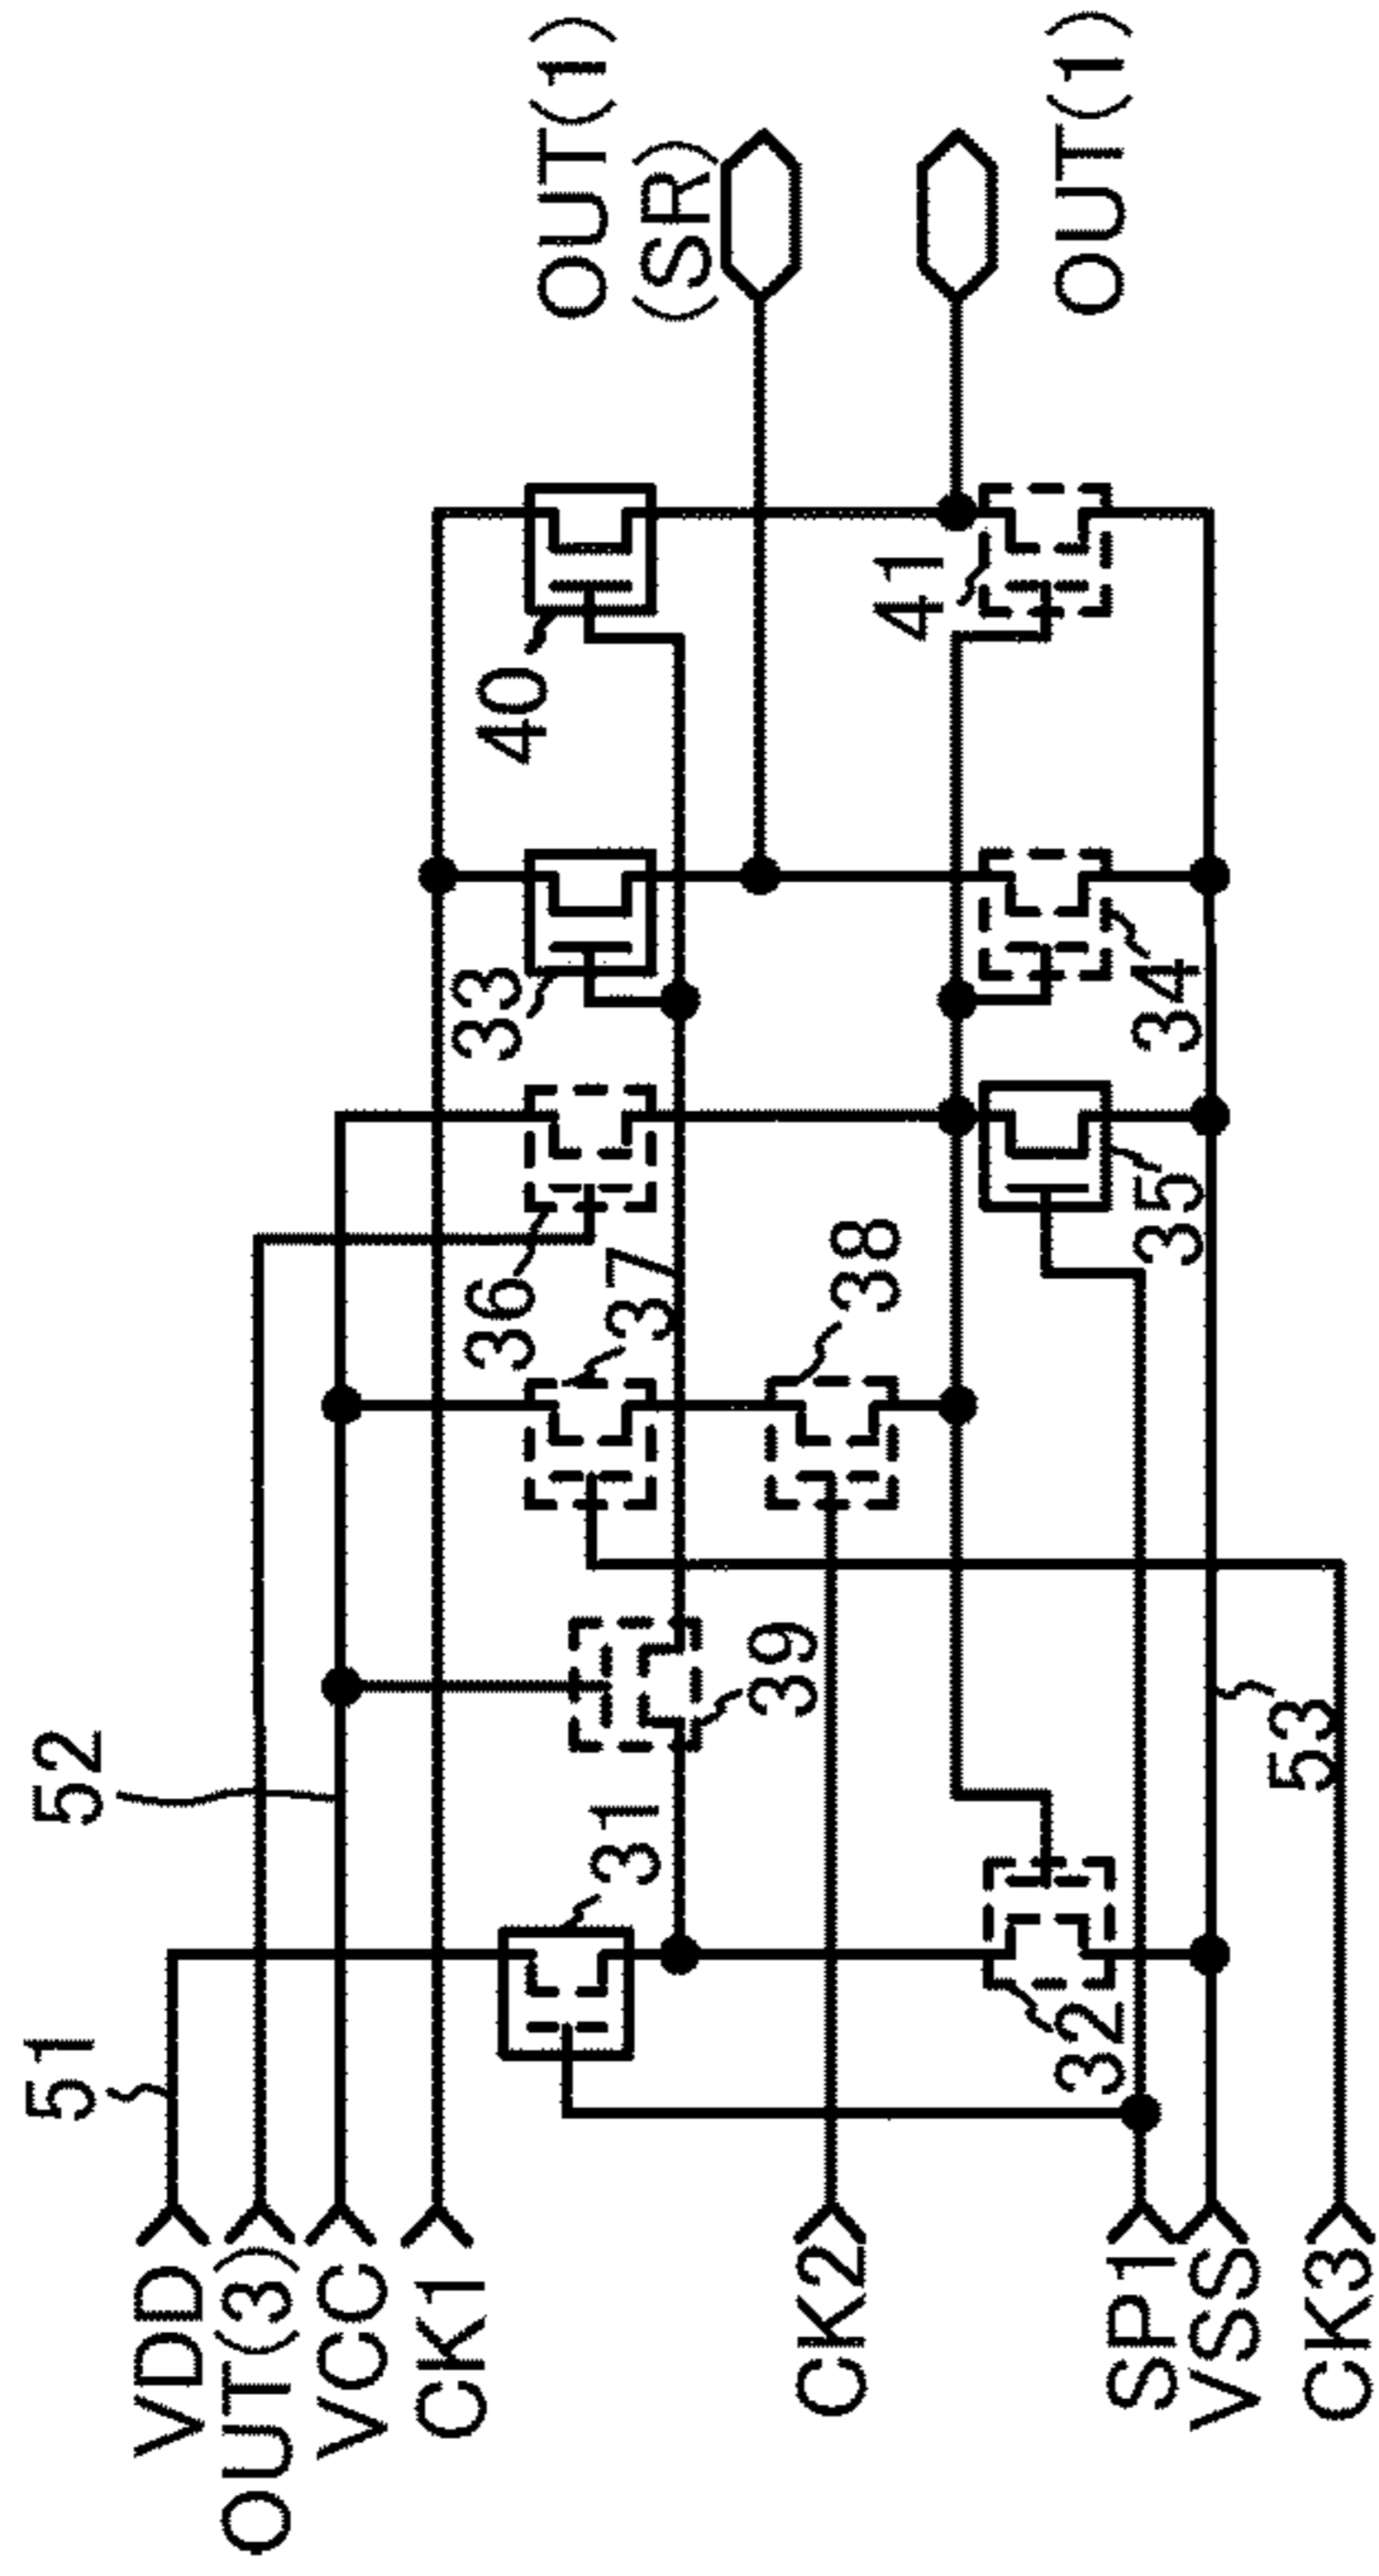 51
52
VDD
OUT(3)
VCC
CK1
CK2
SP1
VSS
CK3
31
32
39
53
36
37
38
35
33
34
40
41
OUT(1)
(SR)
OUT(1)